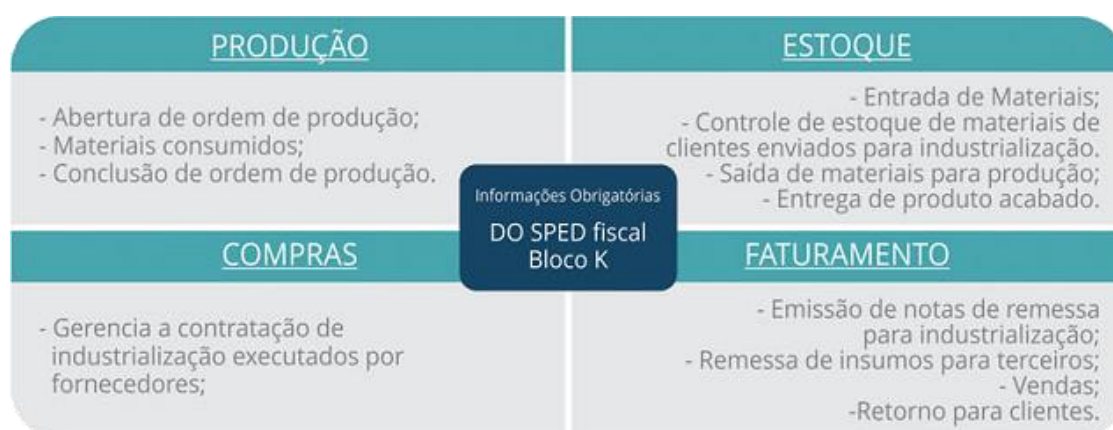 PRODUÇÃO
- Abertura de ordem de produção;
- Materiais consumidos;
- Conclusão de ordem de produção.
ESTOQUE
- Entrada de Materiais;
- Controle de estoque de materiais de
clientes enviados para industrialização.
- Saída de materiais para produção;
- Entrega de produto acabado.
Informações Obrigatórias
DO SPED fiscal
Bloco K
COMPRAS
- Gerencia a contratação de
industrialização executados por
fornecedores;
FATURAMENTO
- Emissão de notas de remessa
para industrialização;
- Remessa de insumos para terceiros;
- Vendas;
-Retorno para clientes.